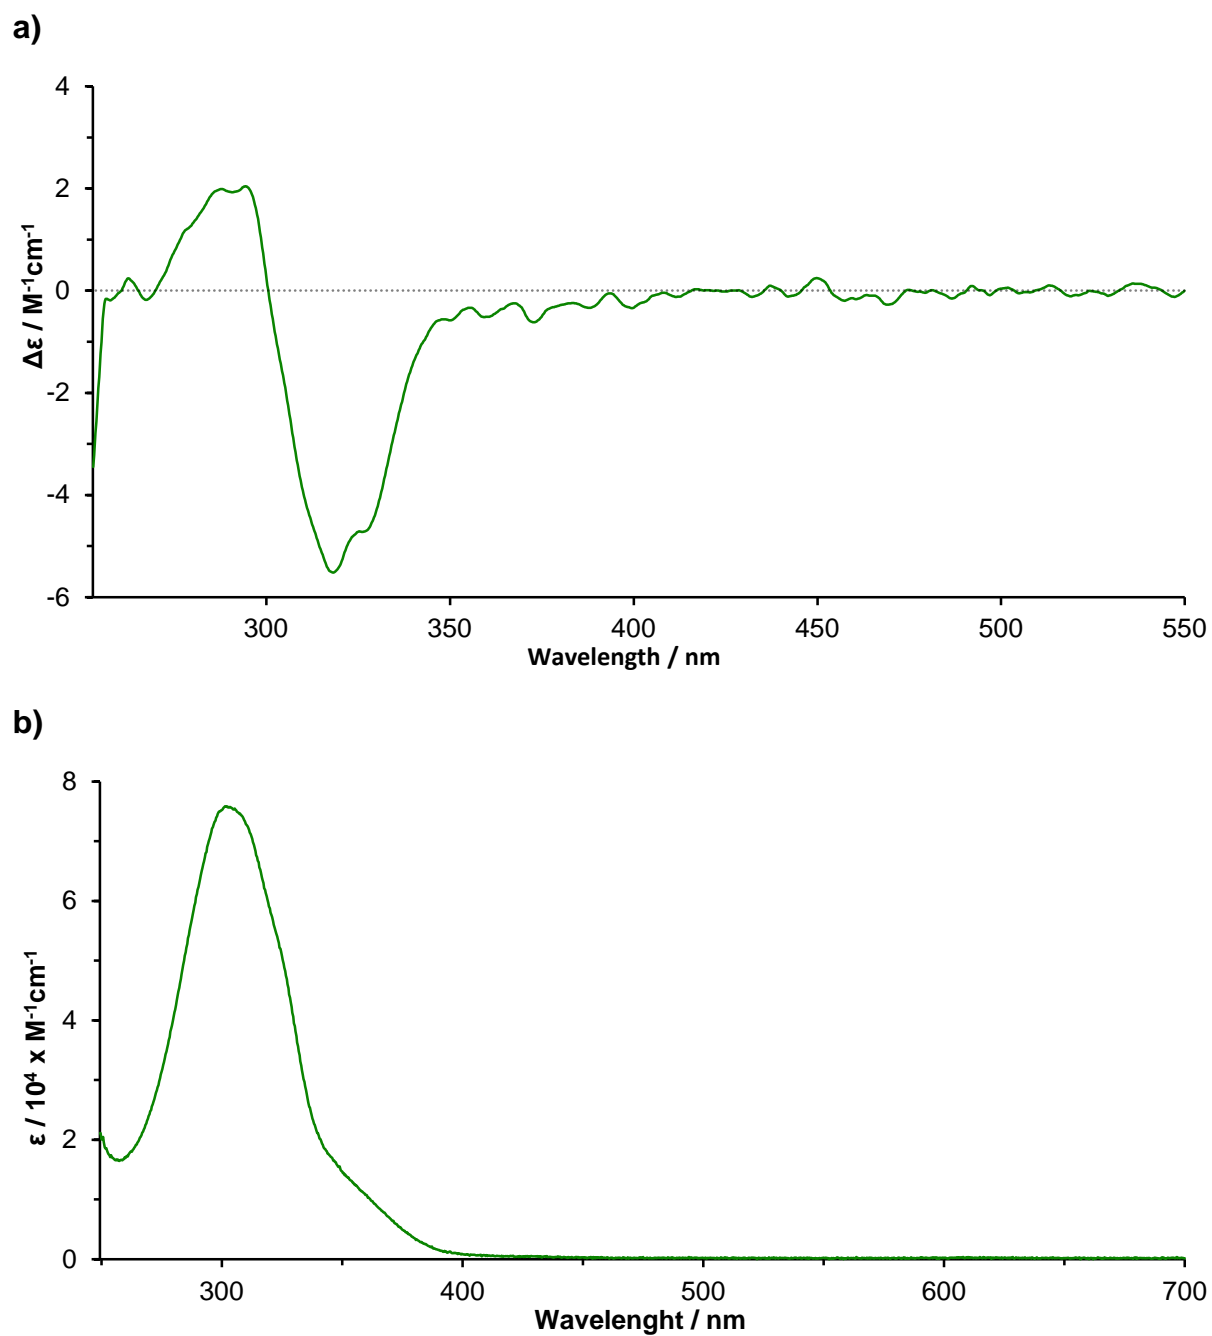 a)
4
2
0
-2
-4
-6
Δε / M⁻¹cm⁻¹
300 350 400 450 500 550
Wavelength / nm
b)
8
6
4
2
0
ε / 10⁴ x M⁻¹cm⁻¹
300 400 500 600 700
Wavelenght / nm